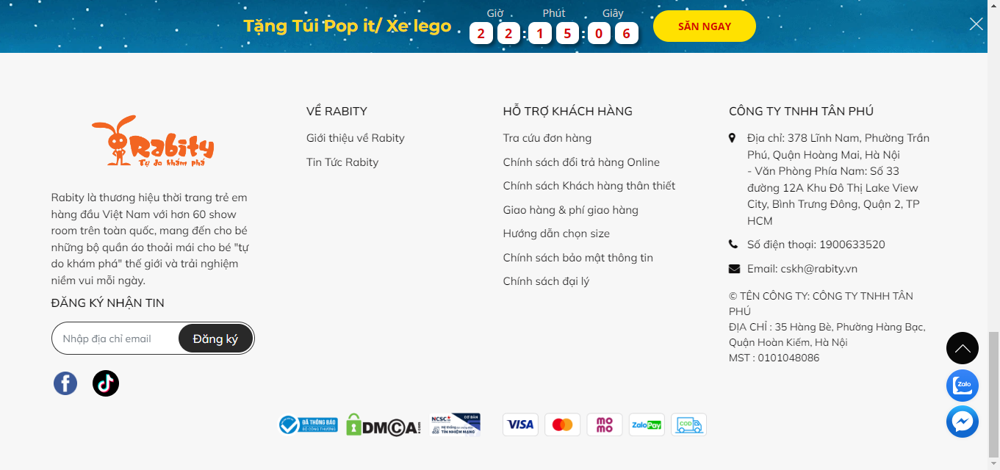 Tặng Túi Pop it/ Xe lego
Giờ Phút Giây
2 2 : 1 5 : 0 6
SĂN NGAY
Rabity
Tự do khám phá
Rabity là thương hiệu thời trang trẻ em
hàng đầu Việt Nam với hơn 60 show
room trên toàn quốc, mang đến cho bé
những bộ quần áo thoải mái cho bé "tự
do khám phá" thế giới và trải nghiệm
niềm vui mỗi ngày.
ĐĂNG KÝ NHẬN TIN
Nhập địa chỉ email
Đăng ký
VỀ RABITY
Giới thiệu về Rabity
Tin Tức Rabity
HỖ TRỢ KHÁCH HÀNG
Tra cứu đơn hàng
Chính sách đổi trả hàng Online
Chính sách Khách hàng thân thiết
Giao hàng & phí giao hàng
Hướng dẫn chọn size
Chính sách bảo mật thông tin
Chính sách đại lý
CÔNG TY TNHH TÂN PHÚ
Địa chỉ: 378 Lĩnh Nam, Phường Trần
Phú, Quận Hoàng Mai, Hà Nội
- Văn Phòng Phía Nam: Số 33
đường 12A Khu Đô Thị Lake View
City, Bình Trưng Đông, Quận 2, TP
HCM
Số điện thoại: 1900633520
Email: cskh@rabity.vn
© TÊN CÔNG TY: CÔNG TY TNHH TÂN
PHÚ
ĐỊA CHỈ : 35 Hàng Bè, Phường Hàng Bạc,
Quận Hoàn Kiếm, Hà Nội
MST : 0101048086
Zalo
ĐÃ THÔNG BÁO
BỘ CÔNG THƯƠNG
DMCA.com
NCSC
CƠ BẢN
TÍN NHIỆM MẠNG
VISA
momo
ZaloPay
COD